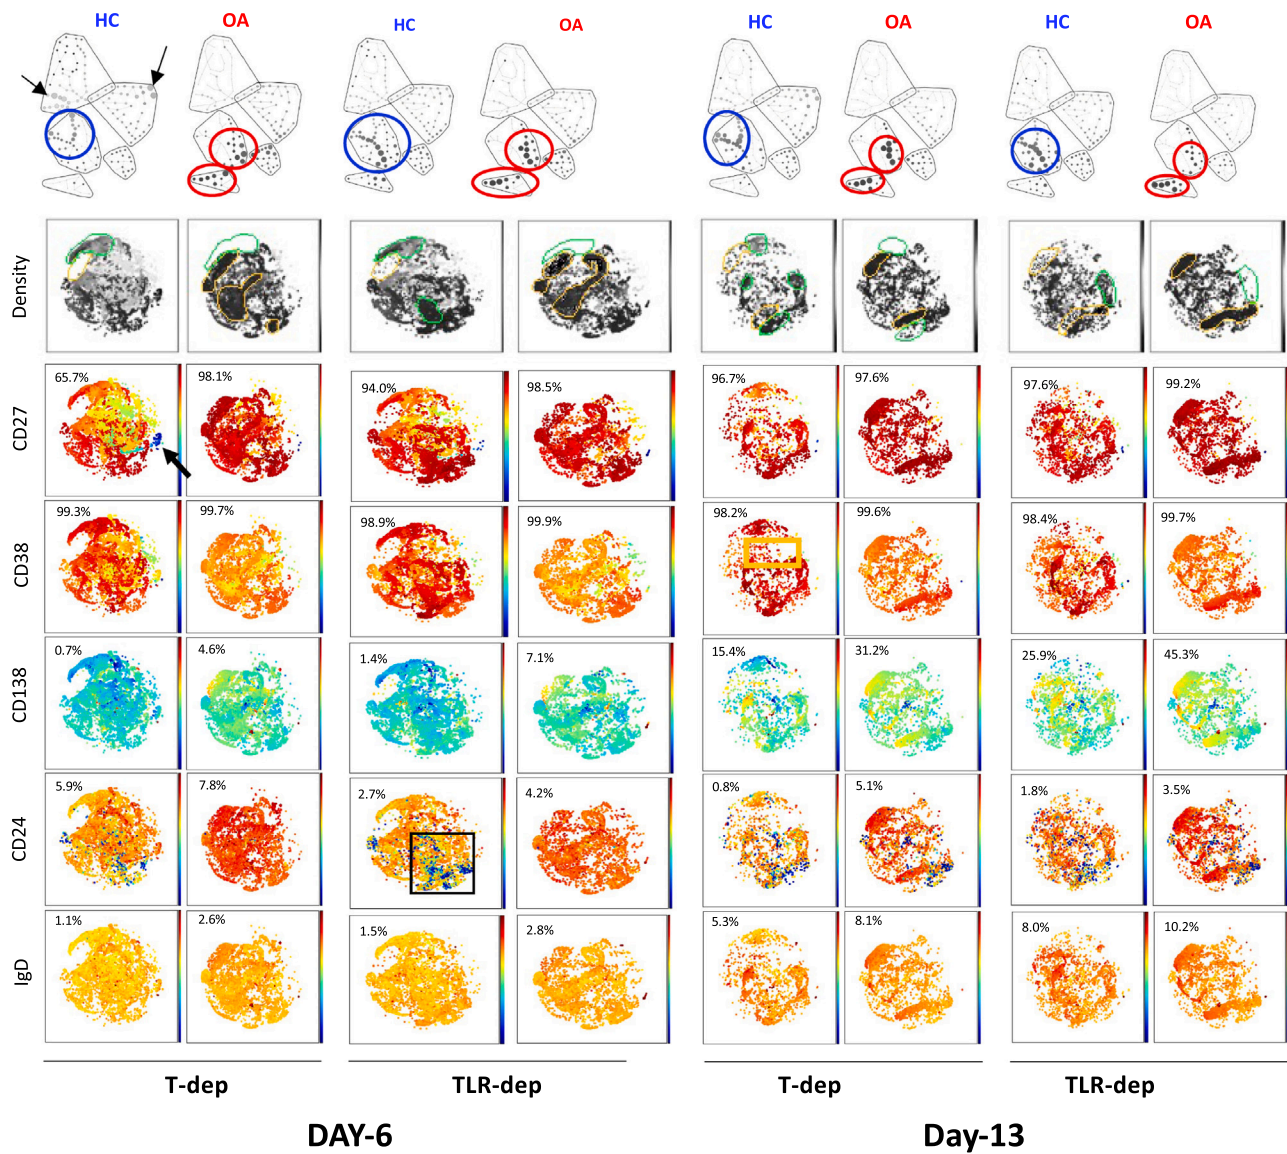 HC OA HC OA HC OA HC OA
Density
CD27 65.7% 98.1% 94.0% 98.5% 96.7% 97.6% 97.6% 99.2%
CD38 99.3% 99.7% 98.9% 99.9% 98.2% 99.6% 98.4% 99.7%
CD138 0.7% 4.6% 1.4% 7.1% 15.4% 31.2% 25.9% 45.3%
CD24 5.9% 7.8% 2.7% 4.2% 0.8% 5.1% 1.8% 3.5%
IgD 1.1% 2.6% 1.5% 2.8% 5.3% 8.1% 8.0% 10.2%
T-dep TLR-dep T-dep TLR-dep
DAY-6 Day-13